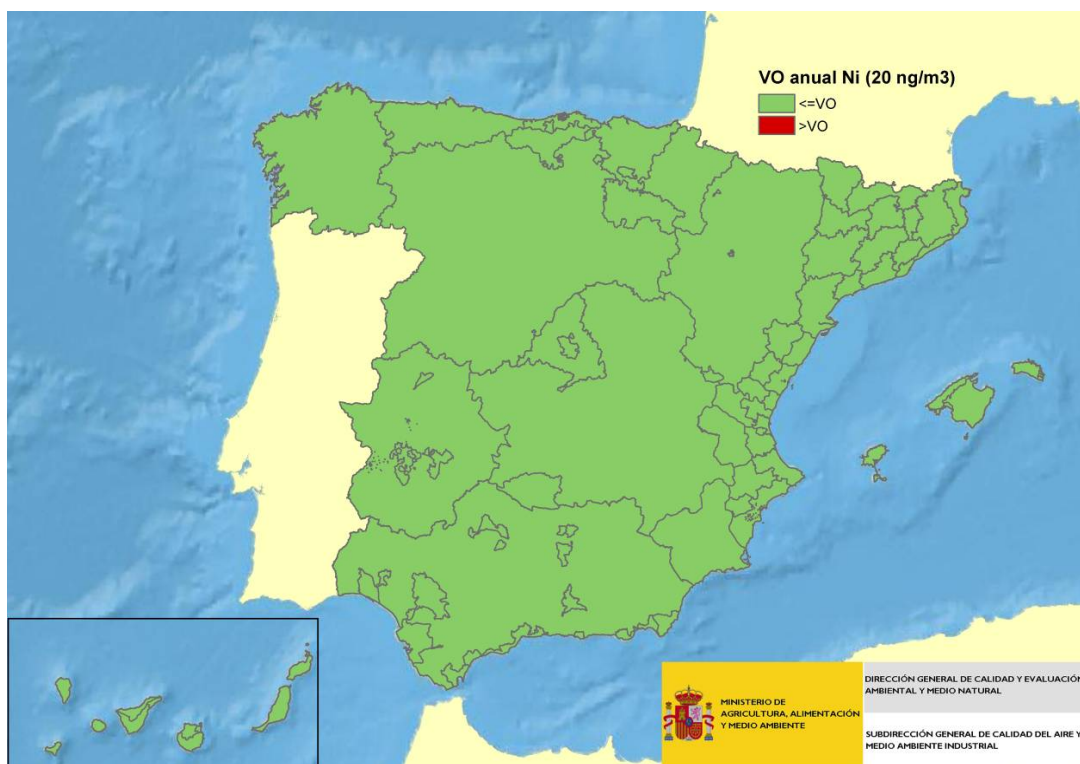 VO anual Ni (20 ng/m3)
<=VO
>VO
MINISTERIO DE
AGRICULTURA, ALIMENTACIÓN
Y MEDIO AMBIENTE
DIRECCIÓN GENERAL DE CALIDAD Y EVALUACIÓN
AMBIENTAL Y MEDIO NATURAL
SUBDIRECCIÓN GENERAL DE CALIDAD DEL AIRE Y
MEDIO AMBIENTE INDUSTRIAL